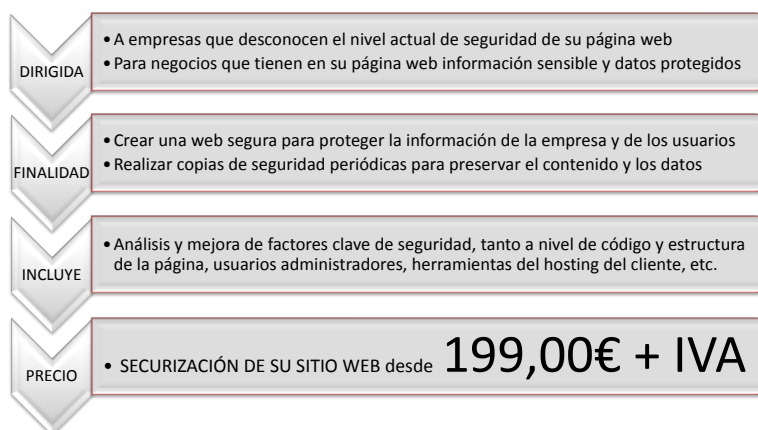 DIRIGIDA
• A empresas que desconocen el nivel actual de seguridad de su página web
• Para negocios que tienen en su página web información sensible y datos protegidos
FINALIDAD
• Crear una web segura para proteger la información de la empresa y de los usuarios
• Realizar copias de seguridad periódicas para preservar el contenido y los datos
INCLUYE
• Análisis y mejora de factores clave de seguridad, tanto a nivel de código y estructura
de la página, usuarios administradores, herramientas del hosting del cliente, etc.
PRECIO
• SECURIZACIÓN DE SU SITIO WEB desde 199,00€ + IVA